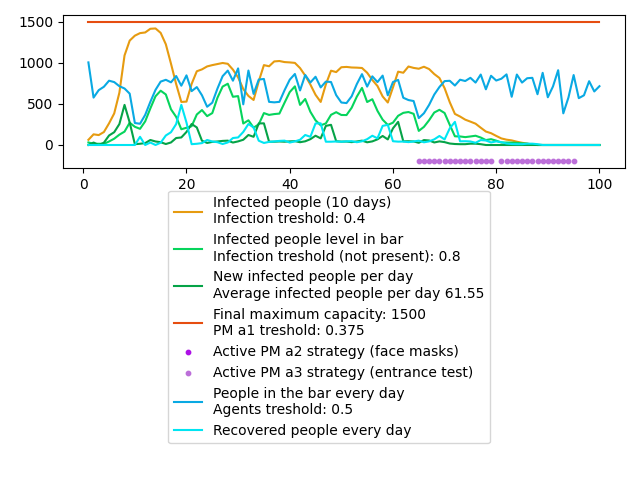 1500
1000
500
0
0
20
40
60
80
100
Infected people (10 days)
Infection treshold: 0.4
Infected people level in bar
Infection treshold (not present): 0.8
New infected people per day
Average infected people per day 61.55
Final maximum capacity: 1500
PM a1 treshold: 0.375
Active PM a2 strategy (face masks)
Active PM a3 strategy (entrance test)
People in the bar every day
Agents treshold: 0.5
Recovered people every day